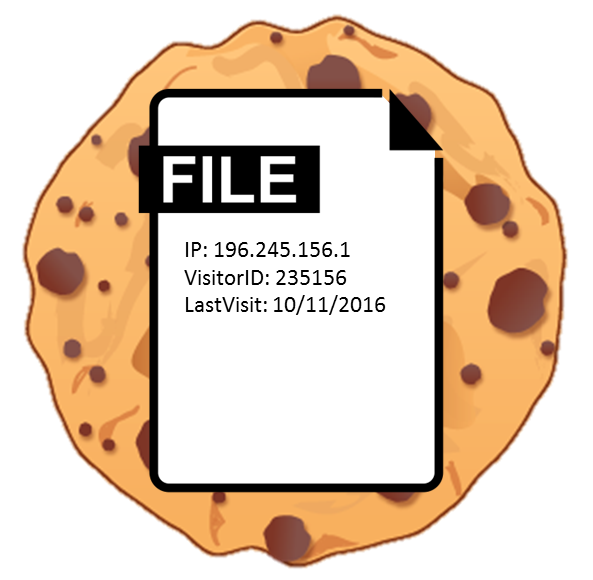 FILE
IP: 196.245.156.1
VisitorID: 235156
LastVisit: 10/11/2016